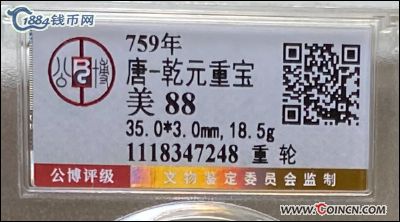 1884钱币网
759年
公博
唐-乾元重宝
美 88
35.0*3.0mm,18.5g
1118347248 重 轮
公博评级
文物鉴定委员会监制
www.COINCN.COM